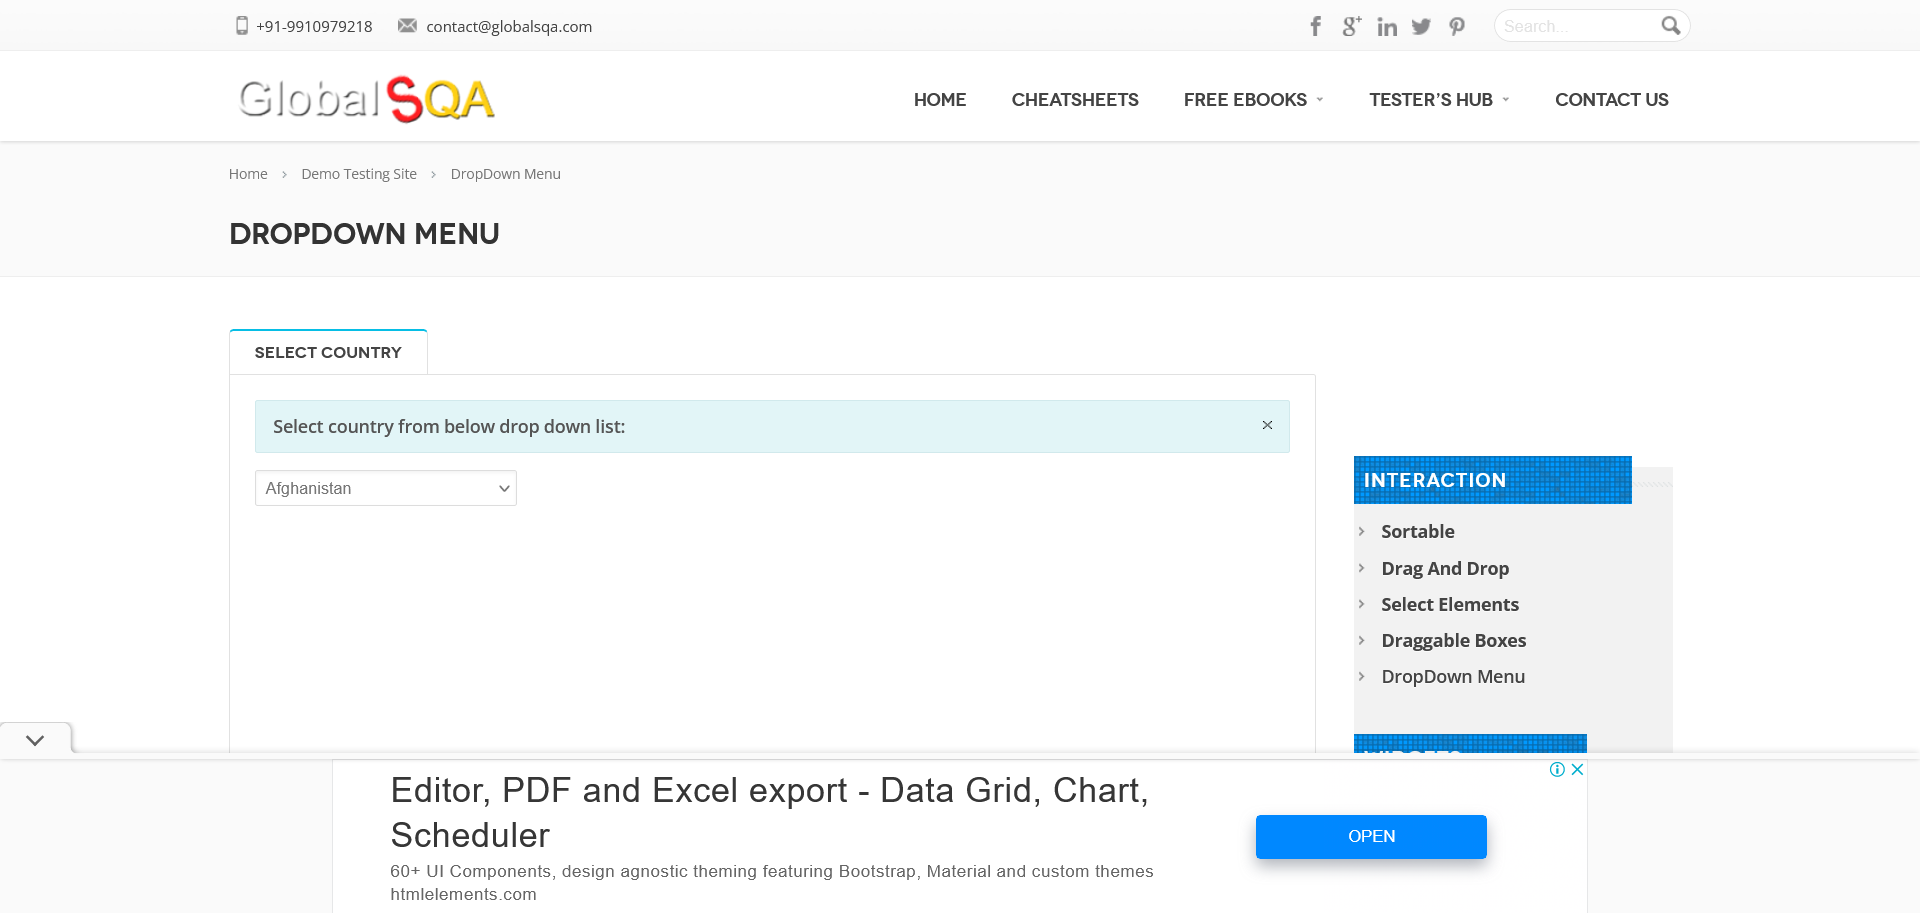 +91-9910979218
contact@globalsqa.com
Search...
GlobalSQA
HOME
CHEATSHEETS
FREE EBOOKS
TESTER’S HUB
CONTACT US
Home
Demo Testing Site
DropDown Menu
DROPDOWN MENU
SELECT COUNTRY
Select country from below drop down list:
Afghanistan
INTERACTION
Sortable
Drag And Drop
Select Elements
Draggable Boxes
DropDown Menu
Editor, PDF and Excel export - Data Grid, Chart,
Scheduler
60+ UI Components, design agnostic theming featuring Bootstrap, Material and custom themes
htmlelements.com
OPEN